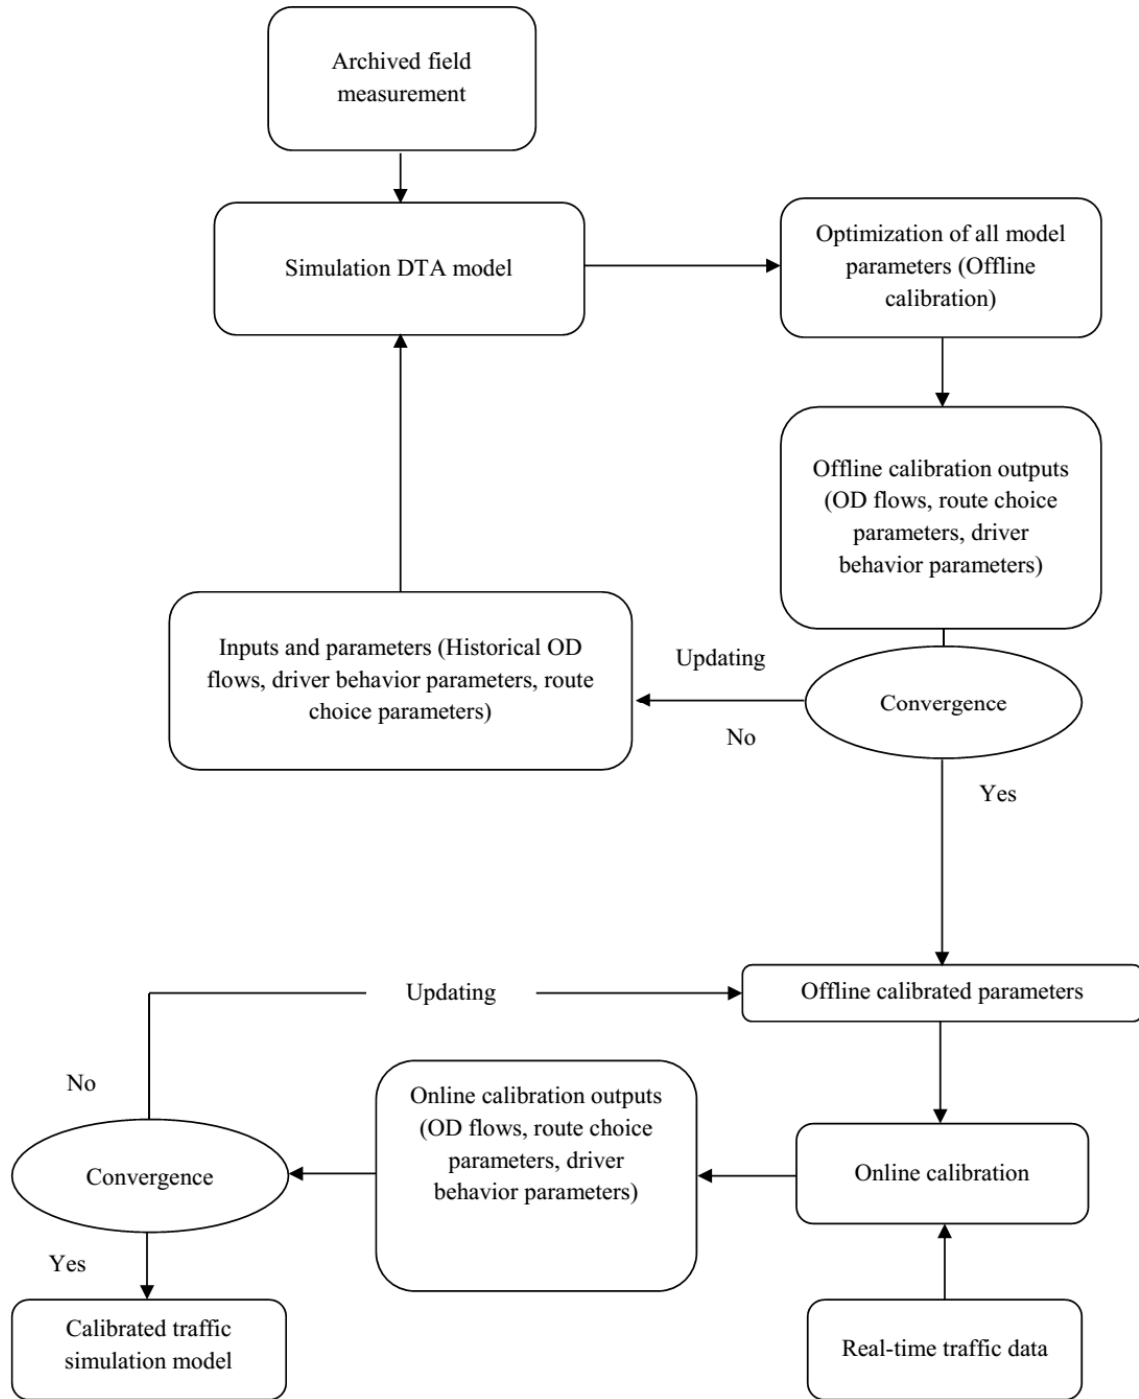 Archived field
measurement
Simulation DTA model
Optimization of all model
parameters (Offline
calibration)
Offline calibration outputs
(OD flows, route choice
parameters, driver
behavior parameters)
Inputs and parameters (Historical OD
flows, driver behavior parameters, route
choice parameters)
Updating
No
Convergence
Yes
Offline calibrated parameters
Updating
No
Online calibration outputs
(OD flows, route choice
parameters, driver
behavior parameters)
Convergence
Online calibration
Yes
Calibrated traffic
simulation model
Real-time traffic data